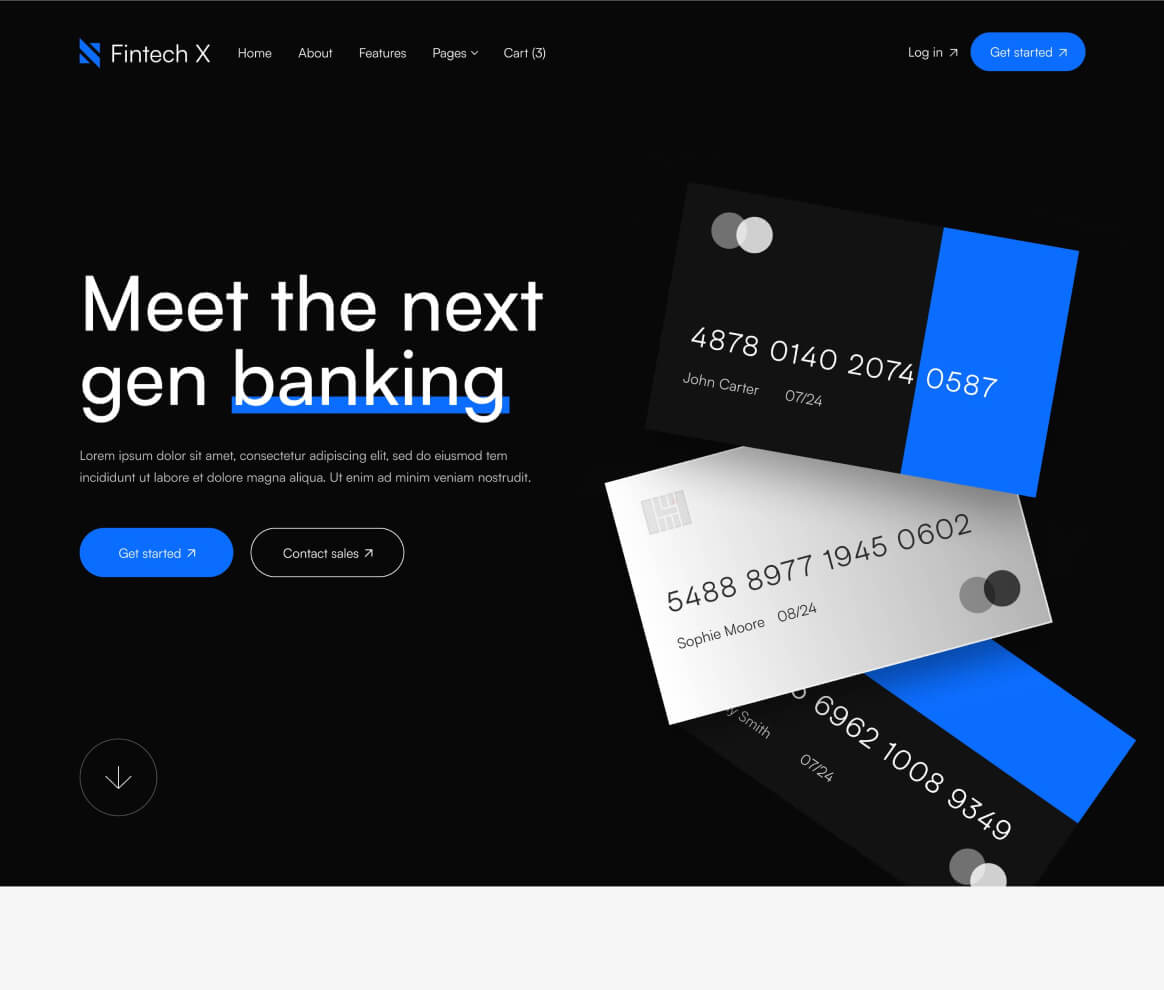 Fintech X
Home
About
Features
Pages
Cart (3)
Log in
Get started
Meet the next
gen banking
Lorem ipsum dolor sit amet, consectetur adipiscing elit, sed do eiusmod tem
incididunt ut labore et dolore magna aliqua. Ut enim ad minim veniam nostrudit.
Get started
Contact sales
4878 0140 2074 0587
John Carter 07/24
5488 8977 1945 0602
Sophie Moore 08/24
6962 1008 9349
Smith
07/24